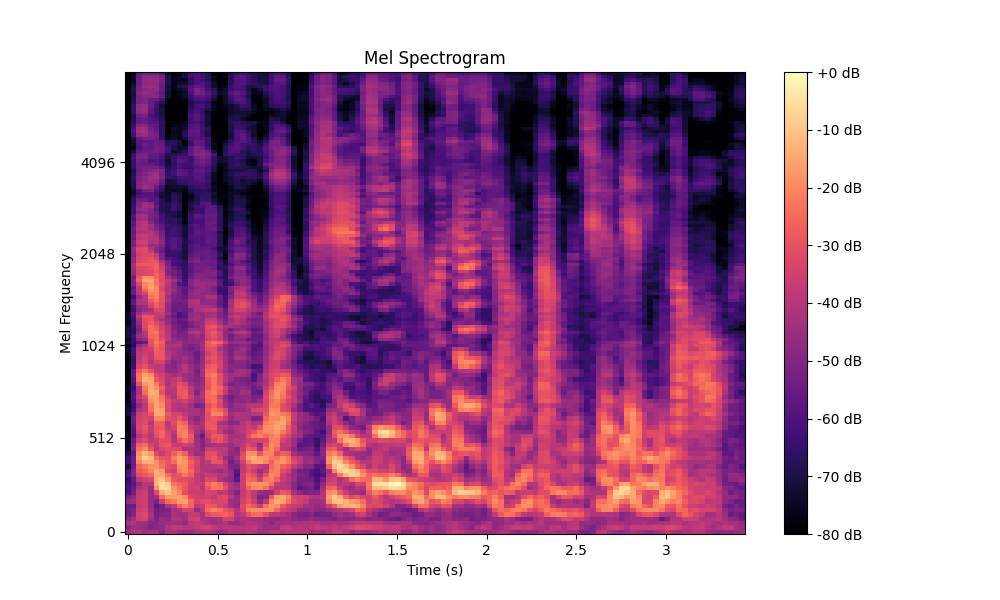 Mel Spectrogram
Mel Frequency
4096
2048
1024
512
0
0
0.5
1
1.5
2
2.5
3
Time (s)
+0 dB
-10 dB
-20 dB
-30 dB
-40 dB
-50 dB
-60 dB
-70 dB
-80 dB